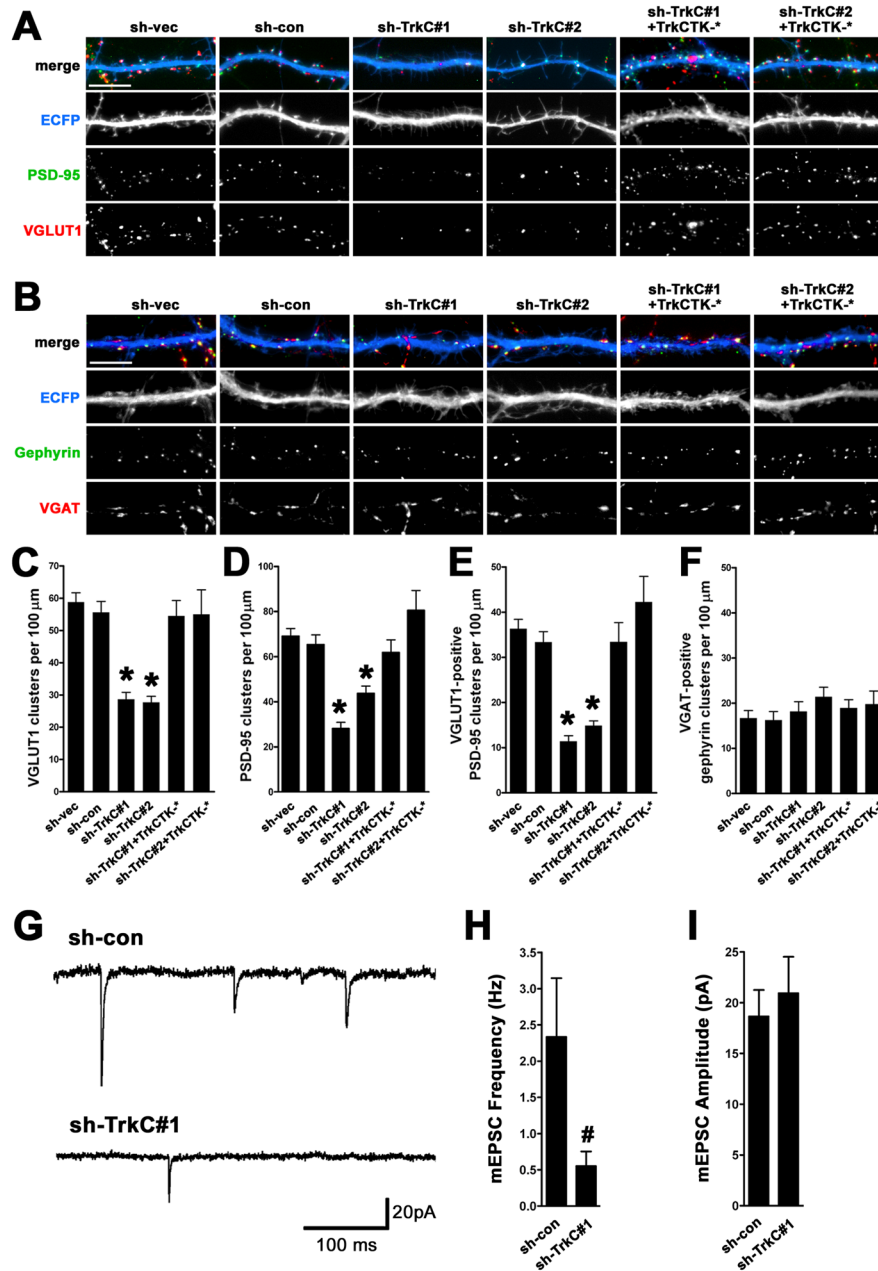 A
sh-vec
sh-con
sh-TrkC#1
sh-TrkC#2
sh-TrkC#1
+TrkCTK-*
sh-TrkC#2
+TrkCTK-*
merge
ECFP
PSD-95
VGLUT1
B
sh-vec
sh-con
sh-TrkC#1
sh-TrkC#2
sh-TrkC#1
+TrkCTK-*
sh-TrkC#2
+TrkCTK-*
merge
ECFP
Gephyrin
VGAT
C
VGLUT1 clusters per 100 µm
70
60
50
40
30
20
10
0
*
*
sh-vec
sh-con
sh-TrkC#1
sh-TrkC#2
sh-TrkC#1+TrkCTK-*
sh-TrkC#2+TrkCTK-*
D
PSD-95 clusters per 100 µm
100
80
60
40
20
0
*
*
sh-vec
sh-con
sh-TrkC#1
sh-TrkC#2
sh-TrkC#1+TrkCTK-*
sh-TrkC#2+TrkCTK-*
E
VGLUT1-positive
PSD-95 clusters per 100 µm
50
40
30
20
10
0
*
*
sh-vec
sh-con
sh-TrkC#1
sh-TrkC#2
sh-TrkC#1+TrkCTK-*
sh-TrkC#2+TrkCTK-*
F
VGAT-positive
gephyrin clusters per 100 µm
50
40
30
20
10
0
sh-vec
sh-con
sh-TrkC#1
sh-TrkC#2
sh-TrkC#1+TrkCTK-*
sh-TrkC#2+TrkCTK-*
G
sh-con
sh-TrkC#1
20pA
100 ms
H
mEPSC Frequency (Hz)
3.5
3.0
2.5
2.0
1.5
1.0
0.5
0.0
#
sh-con
sh-TrkC#1
I
mEPSC Amplitude (pA)
25
20
15
10
5
0
sh-con
sh-TrkC#1